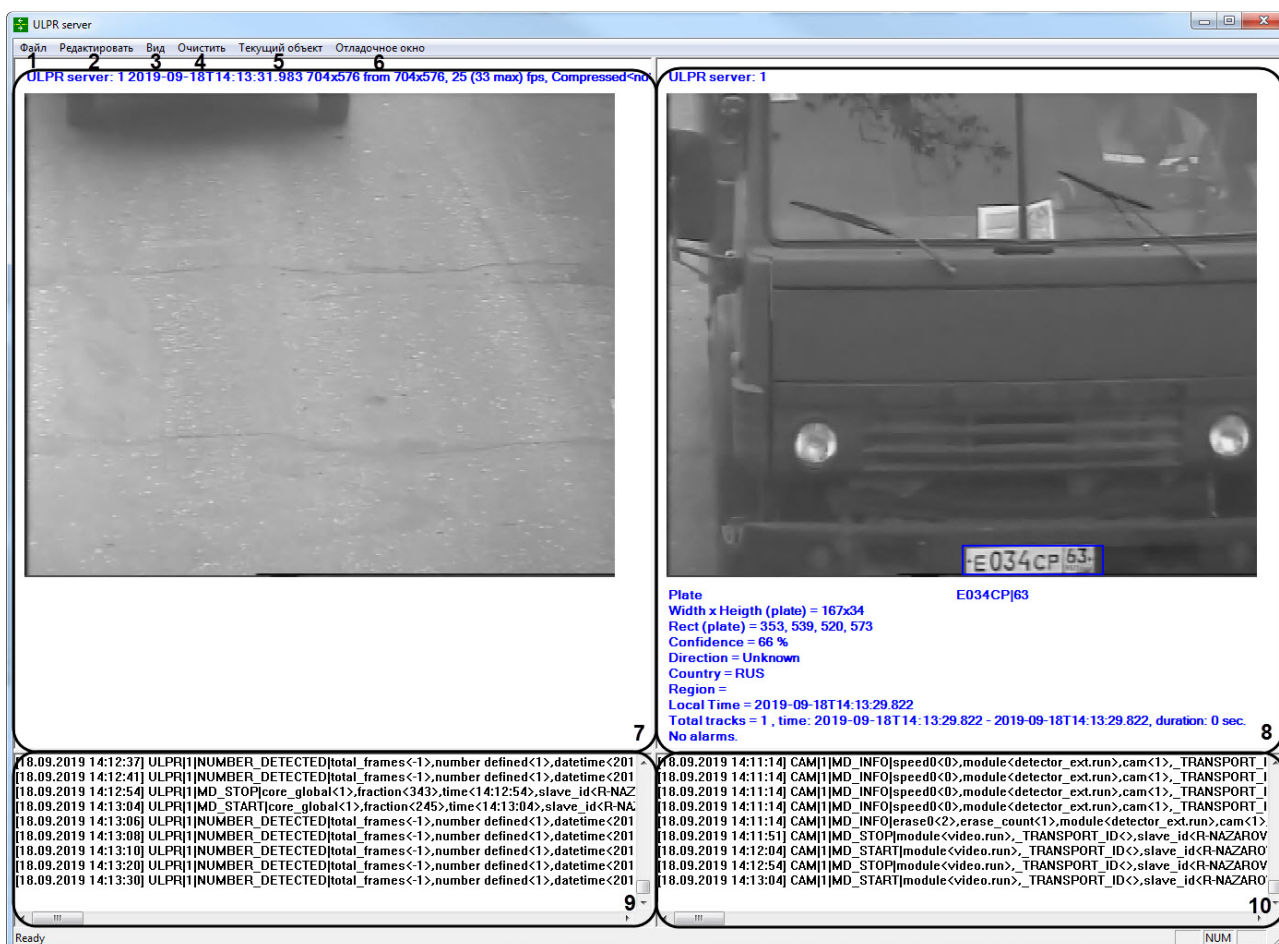 ULPR server
Файл Редактировать Вид Очистить Текущий объект Отладочное окно
1 2 3 4 5 6
ULPR server: 1 2019-09-18T14:13:31.983 704x576 from 704x576, 25 (33 max) fps, Compressed<no
ULPR server: 1
E034CP 63
Plate E034CP|63
Width x Heigth (plate) = 167x34
Rect (plate) = 353, 539, 520, 573
Confidence = 66 %
Direction = Unknown
Country = RUS
Region =
Local Time = 2019-09-18T14:13:29.822
Total tracks = 1 , time: 2019-09-18T14:13:29.822 - 2019-09-18T14:13:29.822, duration: 0 sec.
No alarms.
7
8
[18.09.2019 14:12:37] ULPR|1|NUMBER_DETECTED|total_frames<-1>,number defined<1>,datetime<201
[18.09.2019 14:12:41] ULPR|1|NUMBER_DETECTED|total_frames<-1>,number defined<1>,datetime<201
[18.09.2019 14:12:54] ULPR|1|MD_STOP|core_global<1>,fraction<343>,time<14:12:54>,slave_id<R-NAZ
[18.09.2019 14:13:04] ULPR|1|MD_START|core_global<1>,fraction<245>,time<14:13:04>,slave_id<R-NAZ
[18.09.2019 14:13:06] ULPR|1|NUMBER_DETECTED|total_frames<-1>,number defined<1>,datetime<201
[18.09.2019 14:13:08] ULPR|1|NUMBER_DETECTED|total_frames<-1>,number defined<1>,datetime<201
[18.09.2019 14:13:10] ULPR|1|NUMBER_DETECTED|total_frames<-1>,number defined<1>,datetime<201
[18.09.2019 14:13:20] ULPR|1|NUMBER_DETECTED|total_frames<-1>,number defined<1>,datetime<201
[18.09.2019 14:13:30] ULPR|1|NUMBER_DETECTED|total_frames<-1>,number defined<1>,datetime<201
9
[18.09.2019 14:11:14] CAM|1|MD_INFO|speed0<0>,module<detector_ext.run>,cam<1>,_TRANSPORT_I
[18.09.2019 14:11:14] CAM|1|MD_INFO|speed0<0>,module<detector_ext.run>,cam<1>,_TRANSPORT_I
[18.09.2019 14:11:14] CAM|1|MD_INFO|speed0<0>,module<detector_ext.run>,cam<1>,_TRANSPORT_I
[18.09.2019 14:11:14] CAM|1|MD_INFO|speed0<0>,module<detector_ext.run>,cam<1>,_TRANSPORT_I
[18.09.2019 14:11:14] CAM|1|MD_INFO|erase0<2>,erase_count<1>,module<detector_ext.run>,cam<1>,
[18.09.2019 14:11:51] CAM|1|MD_STOP|module<video.run>,_TRANSPORT_ID<>,slave_id<R-NAZAROV
[18.09.2019 14:12:04] CAM|1|MD_START|module<video.run>,_TRANSPORT_ID<>,slave_id<R-NAZARO
[18.09.2019 14:12:54] CAM|1|MD_STOP|module<video.run>,_TRANSPORT_ID<>,slave_id<R-NAZAROV
[18.09.2019 14:13:04] CAM|1|MD_START|module<video.run>,_TRANSPORT_ID<>,slave_id<R-NAZARO
10
Ready NUM